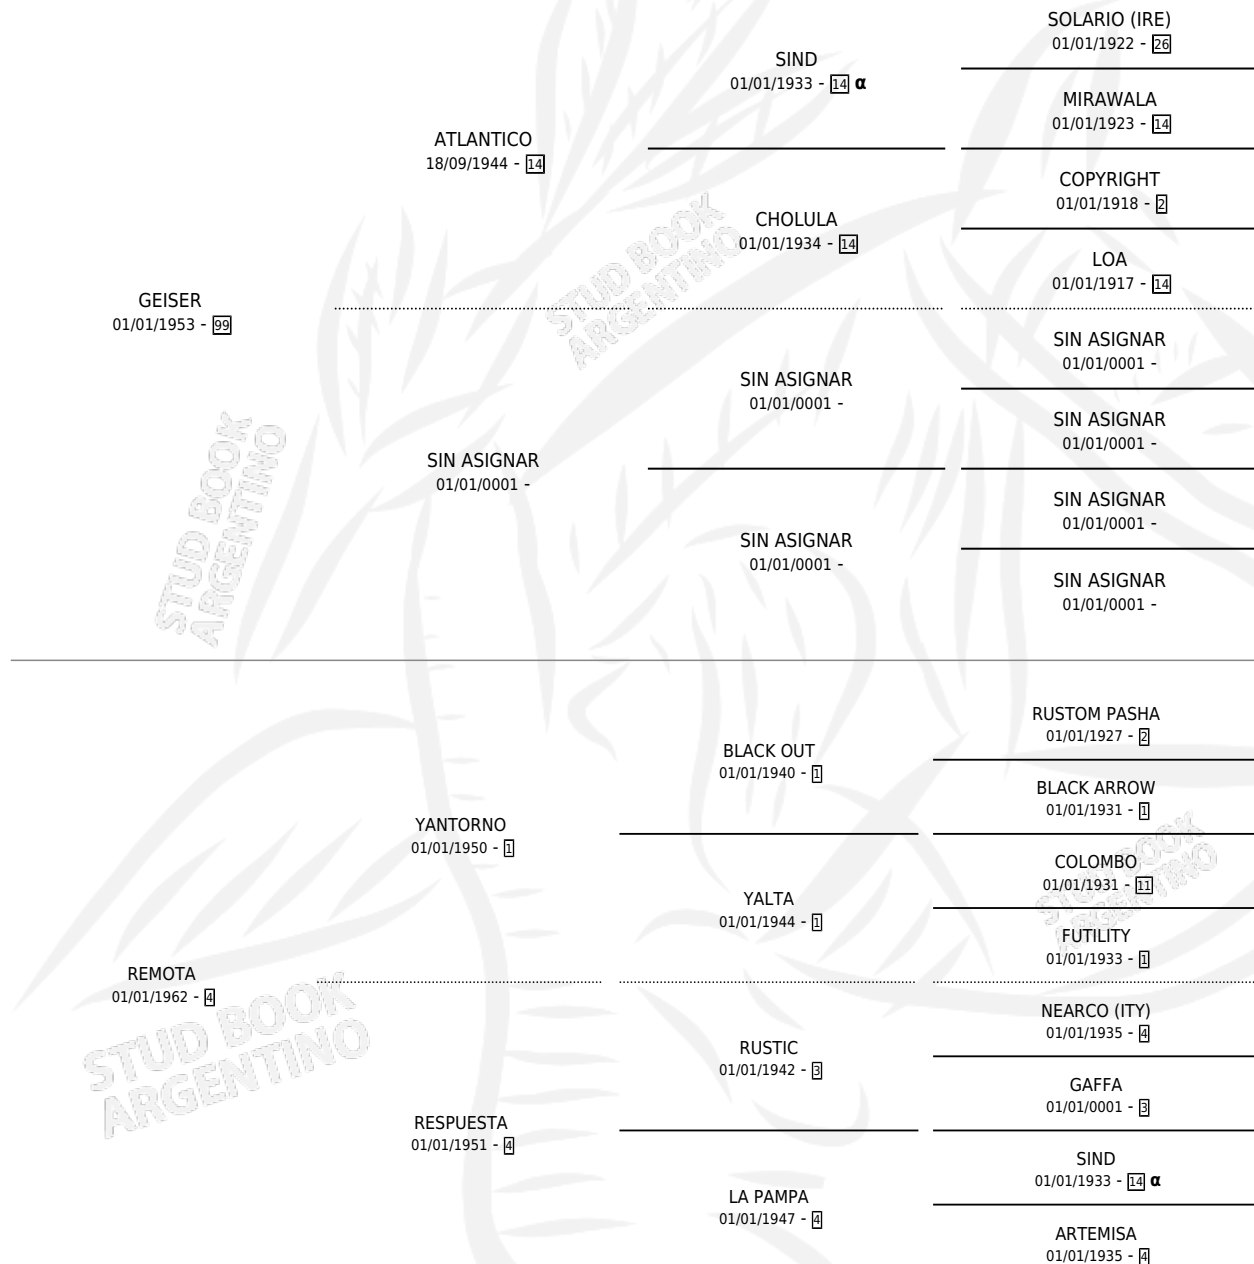 SOLARIO (IRE)
01/01/1922 - 26
SIND
01/01/1933 - 14 α
MIRAWALA
01/01/1923 - 14
ATLANTICO
18/09/1944 - 14
COPYRIGHT
01/01/1918 - 2
CHOLULA
01/01/1934 - 14
LOA
01/01/1917 - 14
GEISER
01/01/1953 - 99
STUD BOOK
ARGENTINO
SIN ASIGNAR
01/01/0001 -
SIN ASIGNAR
01/01/0001 -
SIN ASIGNAR
01/01/0001 -
SIN ASIGNAR
01/01/0001 -
SIN ASIGNAR
01/01/0001 -
SIN ASIGNAR
01/01/0001 -
SIN ASIGNAR
01/01/0001 -
STUD BOOK
ARGENTINO
RUSTOM PASHA
01/01/1927 - 2
BLACK OUT
01/01/1940 - 1
BLACK ARROW
01/01/1931 - 1
YANTORNO
01/01/1950 - 1
COLOMBO
01/01/1931 - 11
YALTA
01/01/1944 - 1
FUTILITY
01/01/1933 - 1
STUD BOOK
ARGENTINO
REMOTA
01/01/1962 - 4
NEARCO (ITY)
01/01/1935 - 4
RUSTIC
01/01/1942 - 3
GAFFA
01/01/0001 - 3
RESPUESTA
01/01/1951 - 4
SIND
01/01/1933 - 14 α
LA PAMPA
01/01/1947 - 4
ARTEMISA
01/01/1935 - 4
STUD BOOK
ARGENTINO